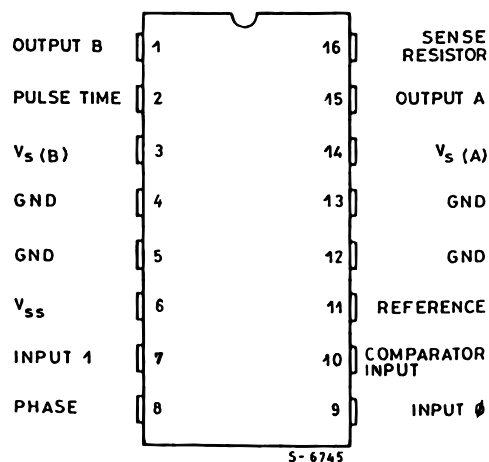 OUTPUT B 1 16 SENSE
RESISTOR
PULSE TIME 2 15 OUTPUT A
Vs (B) 3 14 Vs (A)
GND 4 13 GND
GND 5 12 GND
Vss 6 11 REFERENCE
INPUT 1 7 10 COMPARATOR
INPUT
PHASE 8 9 INPUT Ø
S-6745